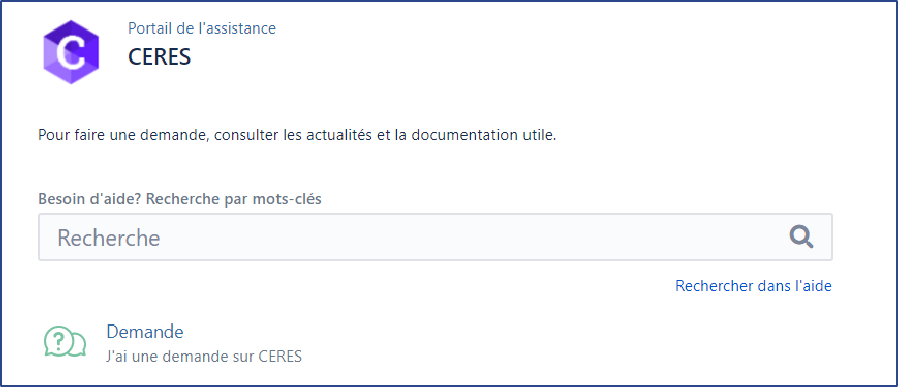 C
Portail de l'assistance
CERES
Pour faire une demande, consulter les actualités et la documentation utile.
Besoin d'aide? Recherche par mots-clés
Recherche
Rechercher dans l'aide
?
Demande
J'ai une demande sur CERES